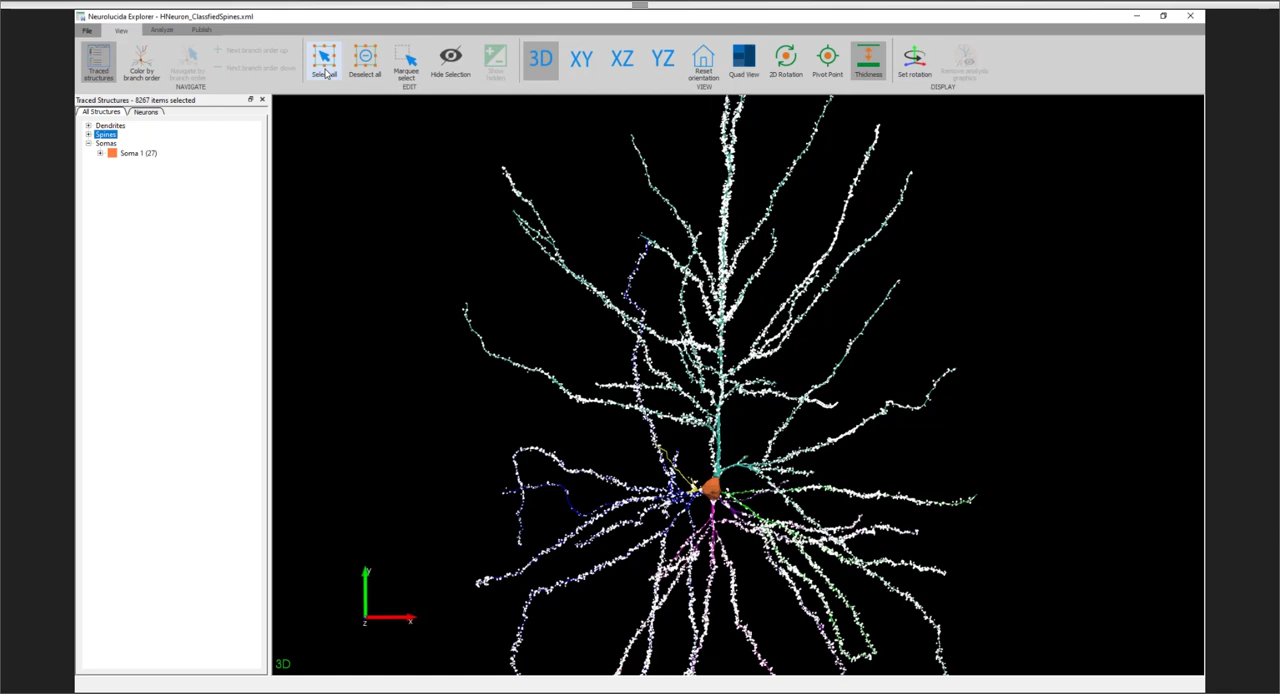 Neurolucida Explorer - HNeuron_ClassfiedSpines.xml
File View Analyze Publish
Traced structures
Color by branch order
Navigate by branch order
Next branch order up
Next branch order down
NAVIGATE
Select all
Deselect all
Marquee select
Hide Selection
Show hidden
EDIT
3D XY XZ YZ
Reset orientation
Quad View
2D Rotation
Pivot Point
Thickness
VIEW
Set rotation
Remove analysis graphics
DISPLAY
Traced Structures - 8267 items selected
All Structures Neurons
Dendrites
Spines
Somas
Soma 1 (27)
y
z x
3D